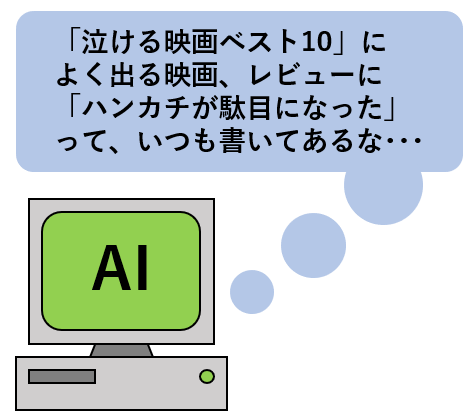 「泣ける映画ベスト10」に
よく出る映画、レビューに
「ハンカチが駄目になった」
って、いつも書いてあるな･･･
AI